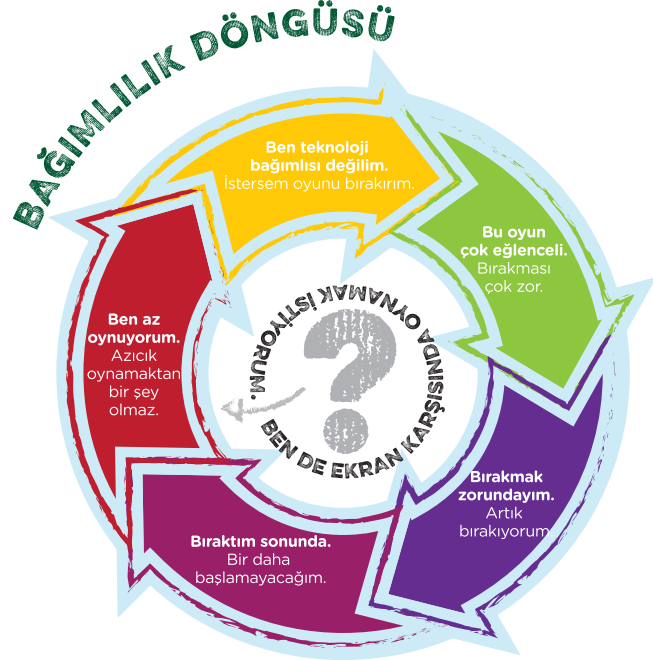 BAĞIMLILIK DÖNGÜSÜ
Ben teknoloji
bağımlısı değilim.
İstersem oyunu bırakırım.
Bu oyun
çok eğlenceli.
Bırakması
çok zor.
Bırakmak
zorundayım.
Artık
bırakıyorum.
Bıraktım sonunda.
Bir daha
başlamayacağım.
Ben az
oynuyorum.
Azıcık
oynamaktan
bir şey
olmaz.
BEN DE EKRAN KARŞISINDA OYNAMAK İSTİYORUM.
?